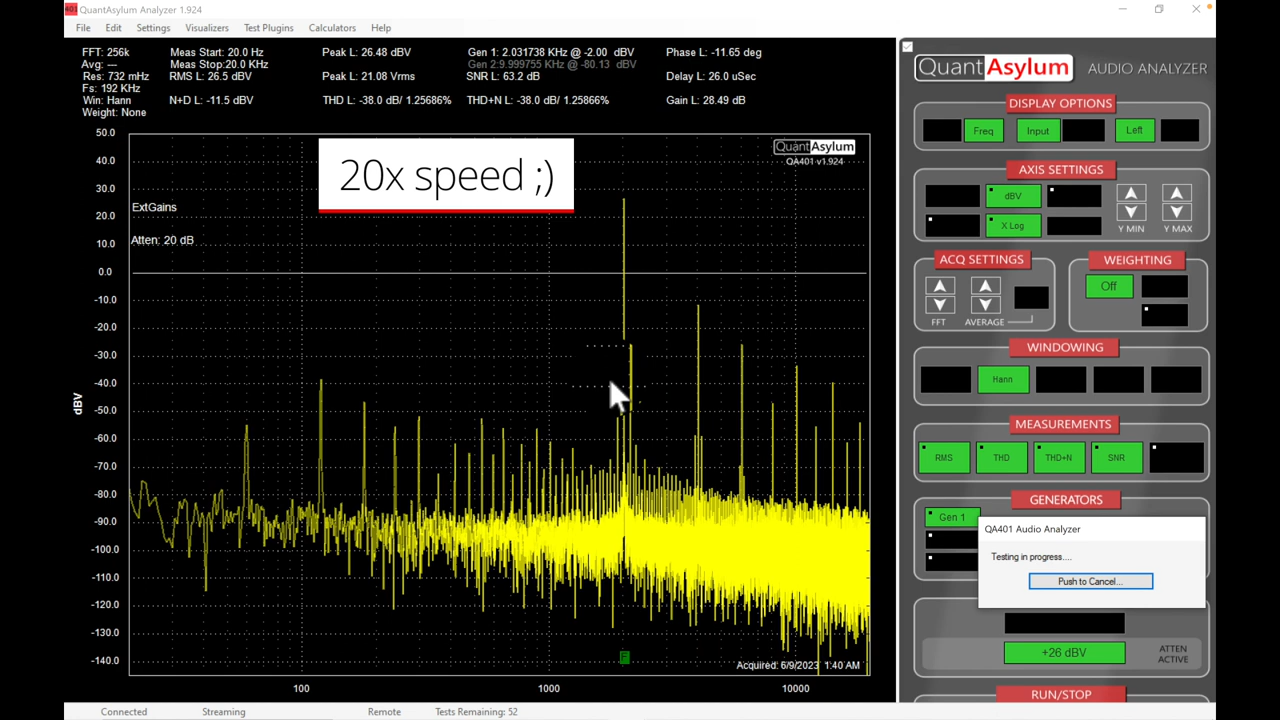 401 QuantAsylum Analyzer 1.924
File Edit Settings Visualizers Test Plugins Calculators Help
FFT: 256k Meas Start: 20.0 Hz Peak L: 26.48 dBV Gen 1: 2.031738 KHz @ -2.00 dBV Phase L: -11.65 deg
Avg: --- Meas Stop:20.0 KHz Gen 2:9.999755 KHz @ -80.13 dBV
Res: 732 mHz RMS L: 26.5 dBV Peak L: 21.08 Vrms SNR L: 63.2 dB Delay L: 26.0 uSec
Fs: 192 KHz
Win: Hann N+D L: -11.5 dBV THD L: -38.0 dB/ 1.25686% THD+N L: -38.0 dB/ 1.25866% Gain L: 28.49 dB
Weight: None
50.0
40.0
30.0
20.0
10.0
0.0
-10.0
-20.0
-30.0
-40.0
-50.0
-60.0
-70.0
-80.0
-90.0
-100.0
-110.0
-120.0
-130.0
-140.0
dBV
20x speed ;)
QuantAsylum
QA401 v1.924
ExtGains
Atten: 20 dB
F
Acquired: 6/9/2023 1:40 AM
100 1000 10000
QuantAsylum AUDIO ANALYZER
DISPLAY OPTIONS
Freq Input Left
AXIS SETTINGS
dBV
X Log
Y MIN Y MAX
ACQ SETTINGS WEIGHTING
Off
FFT AVERAGE
WINDOWING
Hann
MEASUREMENTS
RMS THD THD+N SNR
GENERATORS
Gen 1
QA401 Audio Analyzer
Testing in progress....
Push to Cancel...
+26 dBV
ATTEN
ACTIVE
RUN/STOP
Connected Streaming Remote Tests Remaining: 52